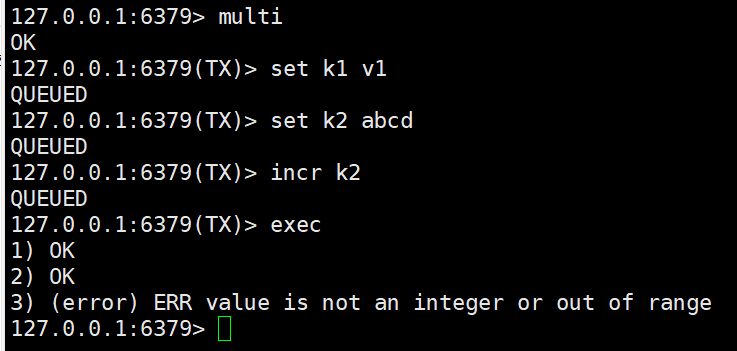 127.0.0.1:6379> multi
OK
127.0.0.1:6379(TX)> set k1 v1
QUEUED
127.0.0.1:6379(TX)> set k2 abcd
QUEUED
127.0.0.1:6379(TX)> incr k2
QUEUED
127.0.0.1:6379(TX)> exec
1) OK
2) OK
3) (error) ERR value is not an integer or out of range
127.0.0.1:6379>